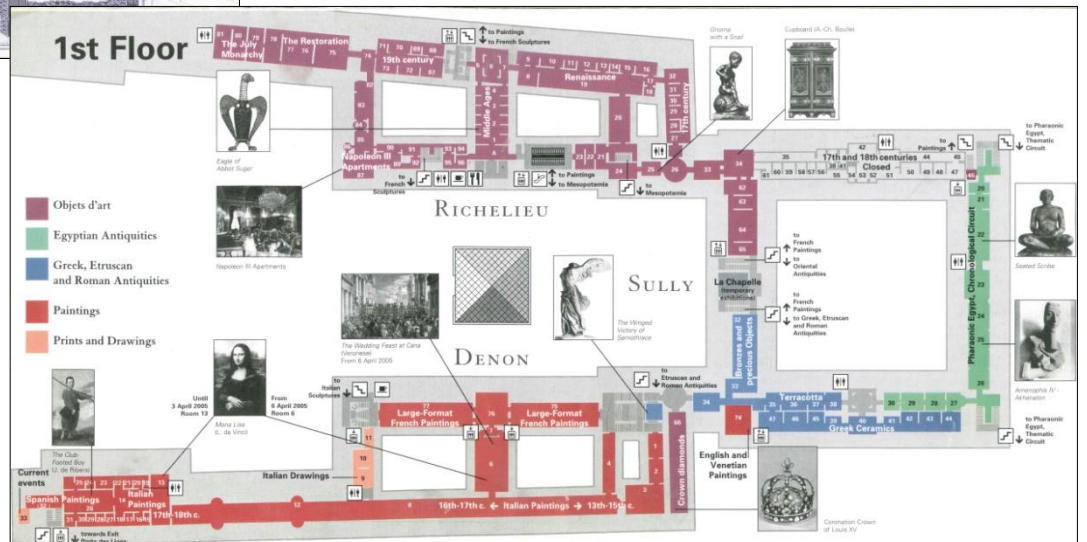 1st Floor
to Paintings
to French Sculptures
The July
Monarchy
The Restoration
19th century
Middle Ages
Renaissance
17th century
Gnome
with a Snail
Cupboard (A.-Ch. Boulle)
Eagle of
Abbot Suger
Napoleon III
Apartments
to
French
Sculptures
to Paintings
to Mesopotamia
to Mesopotamia
to
Paintings
17th and 18th centuries
Closed
to Pharaonic
Egypt,
Thematic
Circuit
RICHELIEU
Objets d'art
Egyptian Antiquities
Greek, Etruscan
and Roman Antiquities
Paintings
Prints and Drawings
Napoleon III Apartments
SULLY
DENON
The Wedding Feast at Cana
(Veronese)
From 6 April 2005
The Winged
Victory of
Samothrace
to
French
Paintings
to
Oriental
Antiquities
La Chapelle
(temporary
exhibitions)
to
French
Paintings
to Greek, Etruscan
and Roman
Antiquities
Bronzes and
precious Objects
Pharaonic Egypt, Chronological Circuit
Seated Scribe
Amenophis IV -
Akhenaton
Until
3 April 2005
Room 13
From
6 April 2005
Room 6
Mona Lisa
(L. de Vinci)
to
Italian
Sculptures
to
Etruscan and
Roman Antiquities
Large-Format
French Paintings
Large-Format
French Paintings
Terracotta
Greek Ceramics
to Pharaonic
Egypt,
Thematic
Circuit
English and
Venetian
Paintings
Crown diamonds
Coronation Crown
of Louis XV
The Club-
Footed Boy
(J. de Ribera)
Current
events
Spanish Paintings
Italian
Paintings
17th-18th c.
Italian Drawings
16th-17th c. ← Italian Paintings → 13th-15th c.
towards Exit
Porte des Lions